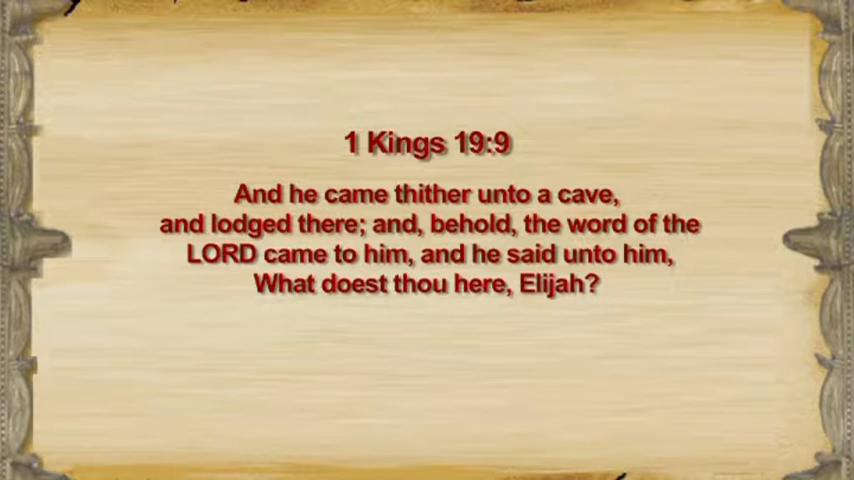 1 Kings 19:9
And he came thither unto a cave,
and lodged there; and, behold, the word of the
LORD came to him, and he said unto him,
What doest thou here, Elijah?